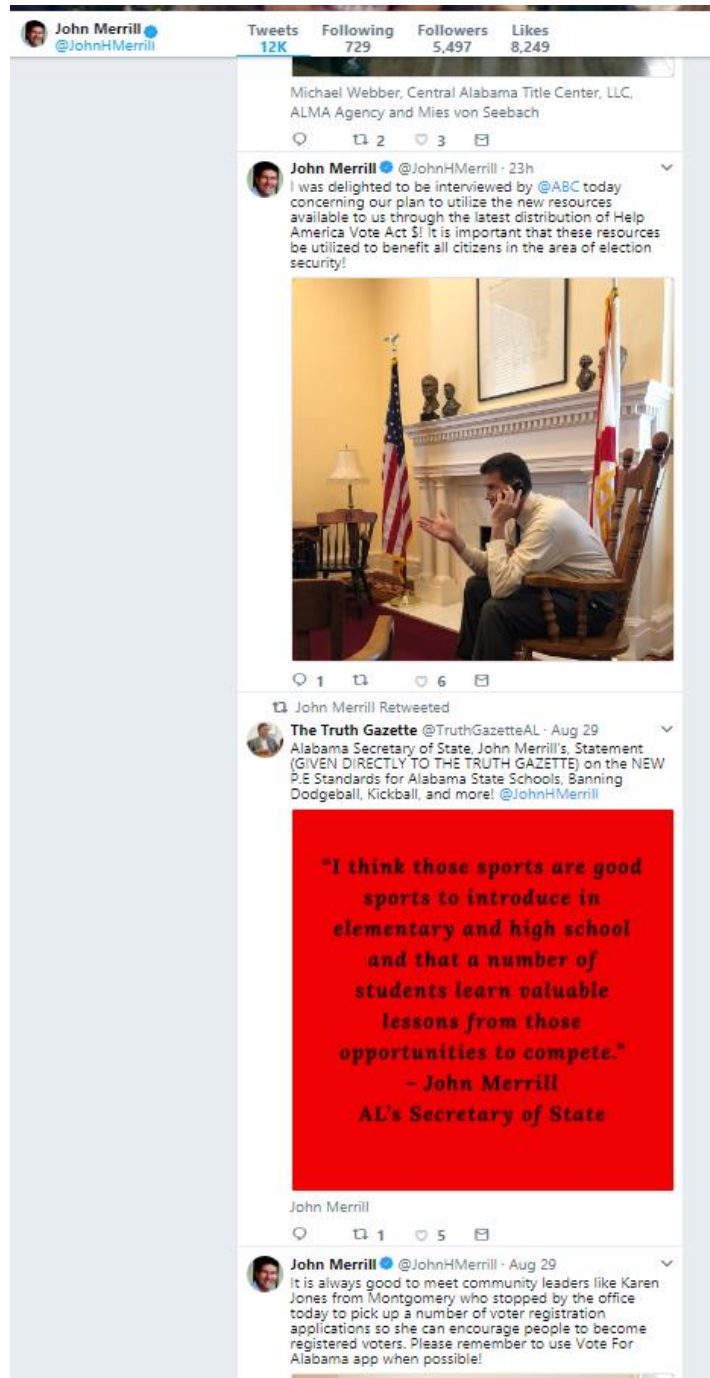 John Merrill
@JohnHMerrill
Tweets Following Followers Likes
12K 729 5,497 8,249
Michael Webber, Central Alabama Title Center, LLC,
ALMA Agency and Mies von Seebach
2 3
John Merrill @JohnHMerrill · 23h
I was delighted to be interviewed by @ABC today
concerning our plan to utilize the new resources
available to us through the latest distribution of Help
America Vote Act $! It is important that these resources
be utilized to benefit all citizens in the area of election
security!
1 6
John Merrill Retweeted
The Truth Gazette @TruthGazetteAL · Aug 29
Alabama Secretary of State, John Merrill's, Statement
(GIVEN DIRECTLY TO THE TRUTH GAZETTE) on the NEW
P.E Standards for Alabama State Schools, Banning
Dodgeball, Kickball, and more! @JohnHMerrill
"I think those sports are good
sports to introduce in
elementary and high school
and that a number of
students learn valuable
lessons from those
opportunities to compete."
- John Merrill
AL's Secretary of State
John Merrill
1 5
John Merrill @JohnHMerrill · Aug 29
It is always good to meet community leaders like Karen
Jones from Montgomery who stopped by the office
today to pick up a number of voter registration
applications so she can encourage people to become
registered voters. Please remember to use Vote For
Alabama app when possible!